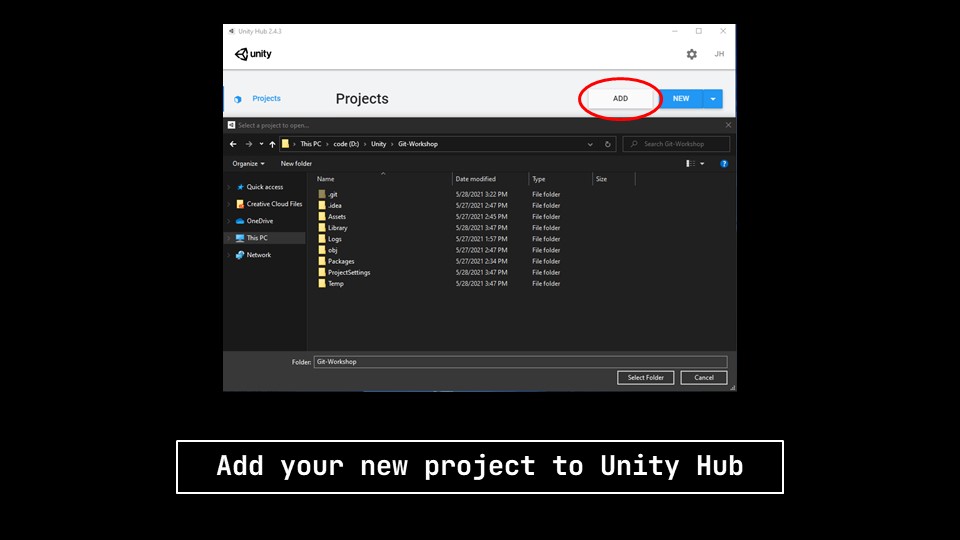 Unity Hub 2.4.3
unity
JH
Projects
Projects
ADD
NEW
Select a project to open...
This PC > code (D:) > Unity > Git-Workshop
Search Git-Workshop
Organize
New folder
Name Date modified Type Size
Quick access
Creative Cloud Files
OneDrive
This PC
Network
.git 5/28/2021 3:22 PM File folder
.idea 5/27/2021 2:47 PM File folder
Assets 5/27/2021 2:45 PM File folder
Library 5/28/2021 3:47 PM File folder
Logs 5/27/2021 1:57 PM File folder
obj 5/27/2021 2:47 PM File folder
Packages 5/27/2021 2:34 PM File folder
ProjectSettings 5/28/2021 3:47 PM File folder
Temp 5/28/2021 3:47 PM File folder
Folder: Git-Workshop
Select Folder
Cancel
Add your new project to Unity Hub